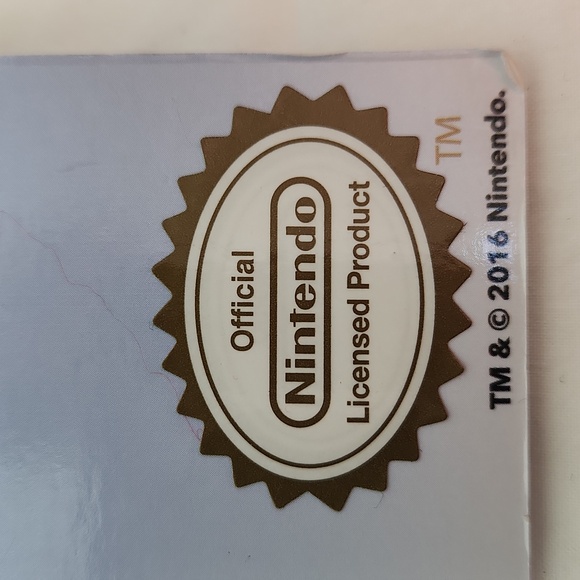 Official
Nintendo
Licensed Product
TM
TM & © 2016 Nintendo.